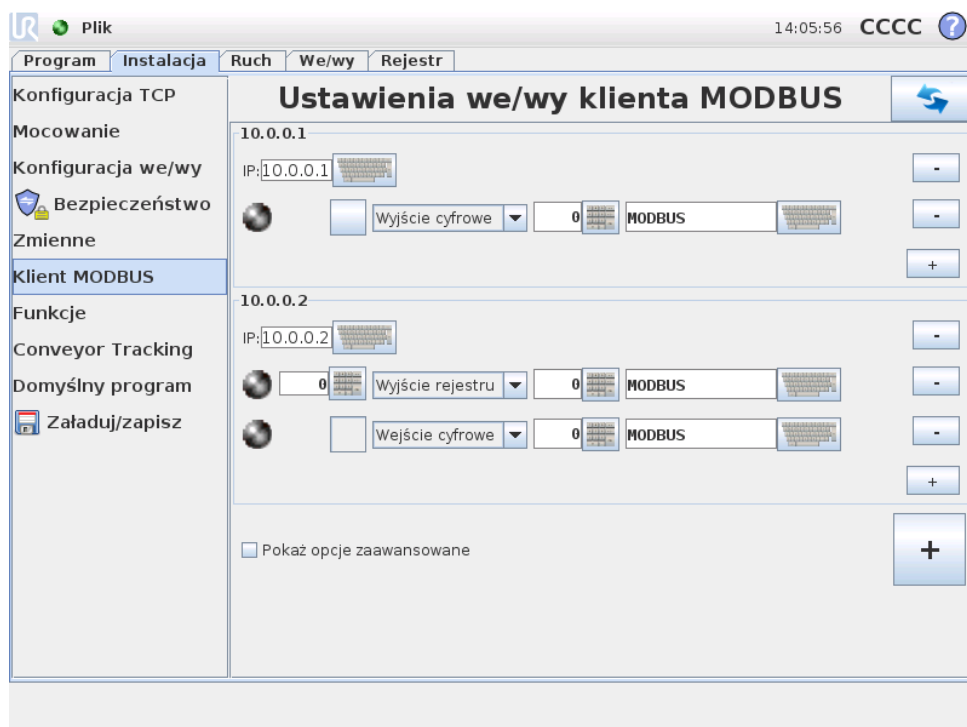 UR Plik 14:05:56 CCCC ?
Program Instalacja Ruch We/wy Rejestr
Konfiguracja TCP
Mocowanie
Konfiguracja we/wy
Bezpieczeństwo
Zmienne
Klient MODBUS
Funkcje
Conveyor Tracking
Domyślny program
Załaduj/zapisz
Ustawienia we/wy klienta MODBUS
10.0.0.1
IP: 10.0.0.1 -
Wyjście cyfrowe 0 MODBUS -
+
10.0.0.2
IP: 10.0.0.2 -
0 Wyjście rejestru 0 MODBUS -
Wejście cyfrowe 0 MODBUS -
+
Pokaż opcje zaawansowane +